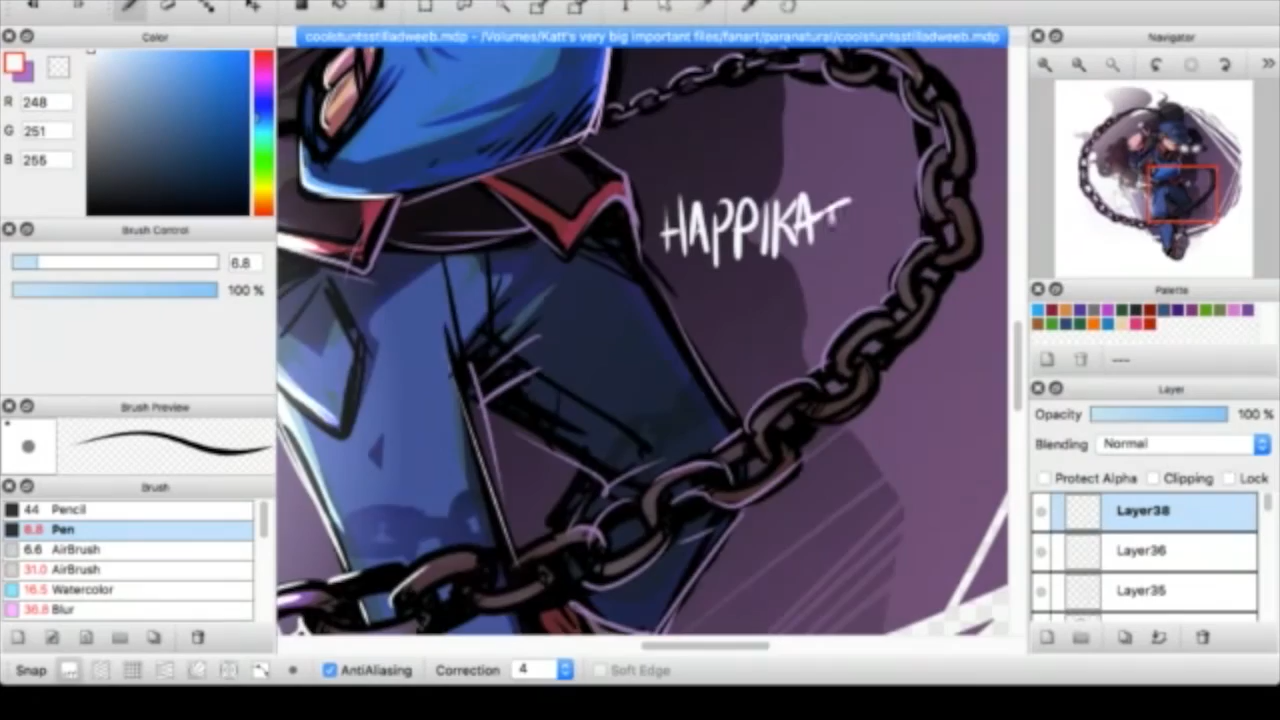 Color
coolstuntsstilladweeb.mdp - /Volumes/Katt's very big important files/fanart/paranatural/coolstuntsstilladweeb.mdp
Navigator
R 248
G 251
B 255
Brush Control
6.8
100 %
HAPPIKA
Palette
---
Brush Preview
Layer
Opacity 100 %
Blending Normal
Protect Alpha Clipping Lock
Brush
44 Pencil
6.8 Pen
6.6 AirBrush
31.0 AirBrush
16.5 Watercolor
36.8 Blur
Layer38
Layer36
Layer35
Snap AntiAliasing Correction 4 Soft Edge